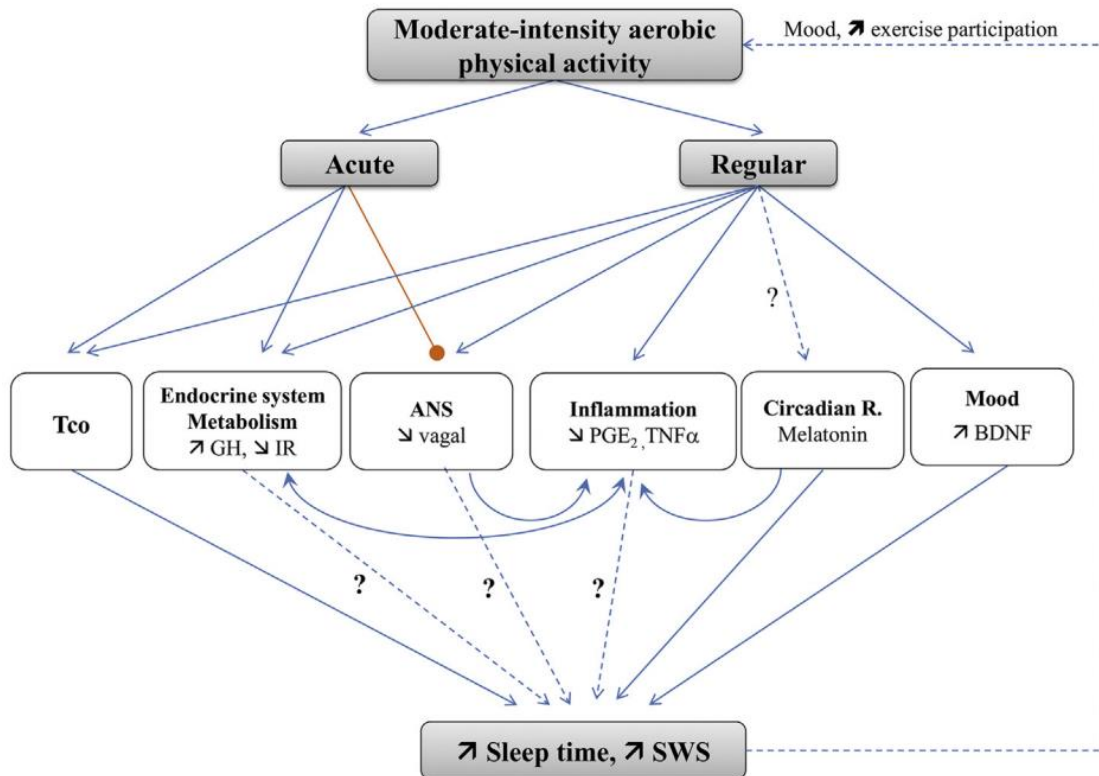 Moderate-intensity aerobic
physical activity
Mood, ↗ exercise participation
Acute
Regular
?
Tco
Endocrine system
Metabolism
↗ GH, ↘ IR
ANS
↘ vagal
Inflammation
↘ PGE₂, TNFα
Circadian R.
Melatonin
Mood
↗ BDNF
?
?
?
↗ Sleep time, ↗ SWS